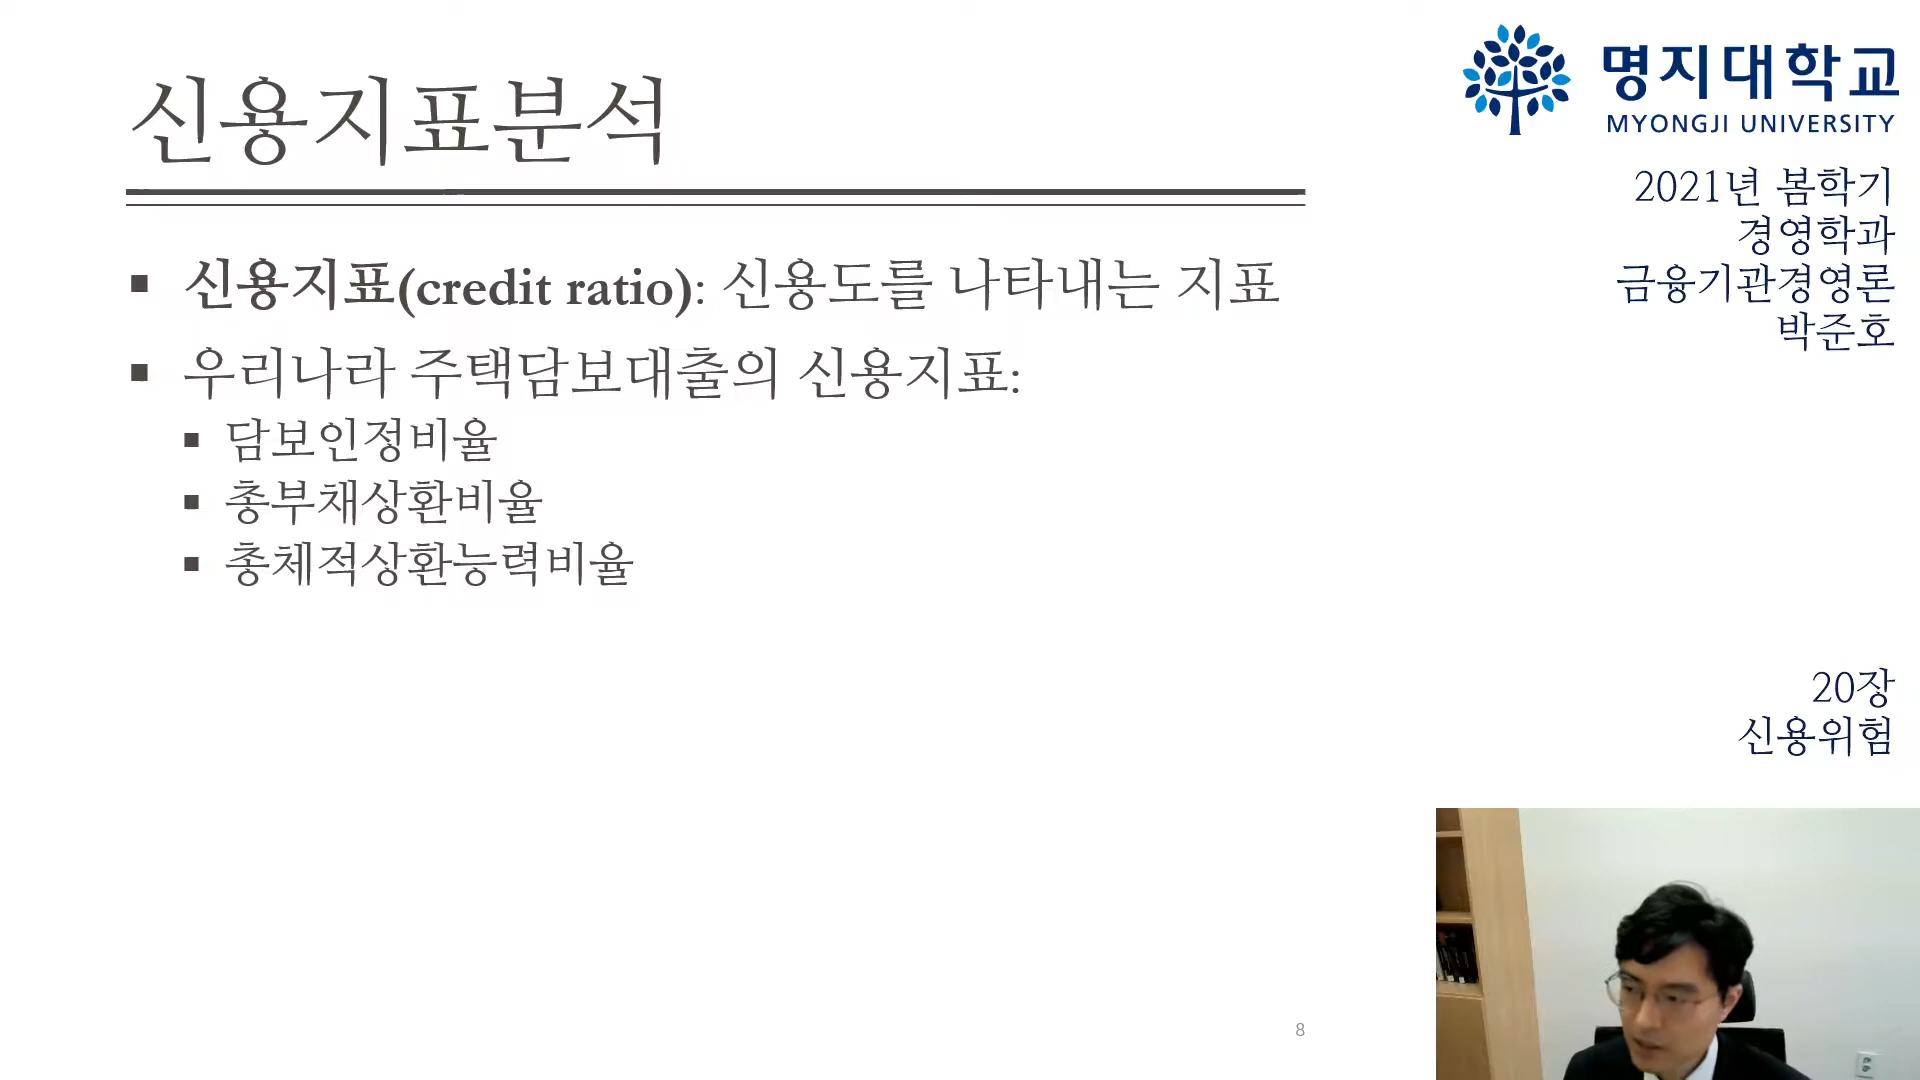 신용지표분석
▪ 신용지표(credit ratio): 신용도를 나타내는 지표
▪ 우리나라 주택담보대출의 신용지표:
▪ 담보인정비율
▪ 총부채상환비율
▪ 총체적상환능력비율
8
명지대학교
MYONGJI UNIVERSITY
2021년 봄학기
경영학과
금융기관경영론
박준호
20장
신용위험